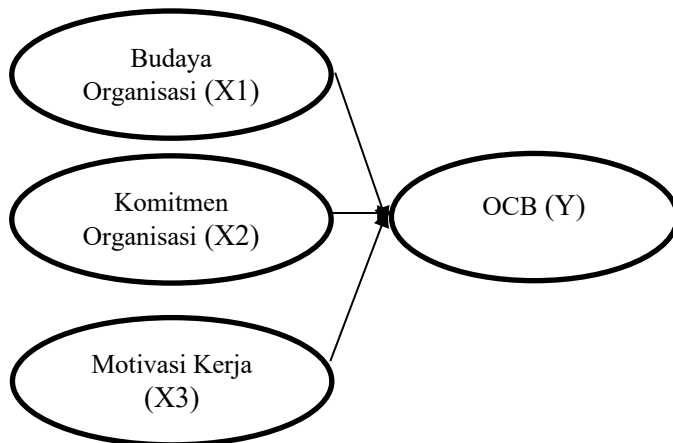 Budaya
Organisasi (X1)
Komitmen
Organisasi (X2)
OCB (Y)
Motivasi Kerja
(X3)